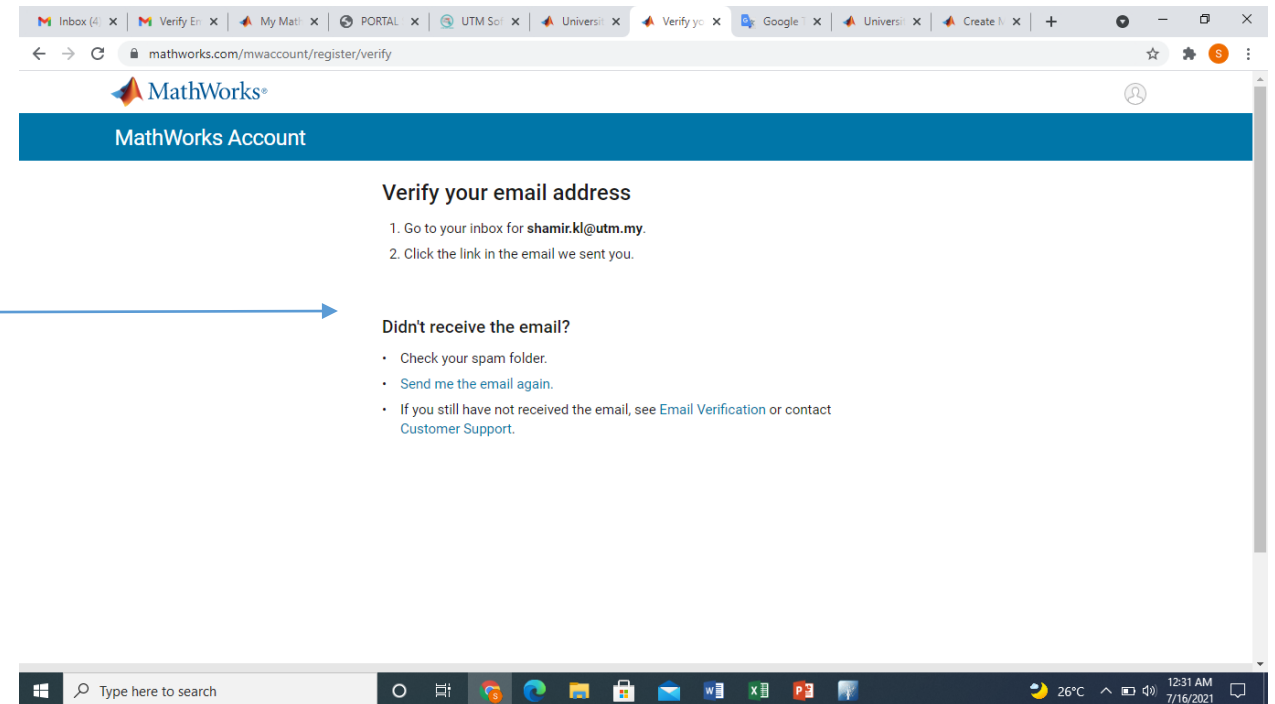 Inbox (4)
Verify En
My Math
PORTAL
UTM Sof
Universit
Verify yo
Google T
Universit
Create M
mathworks.com/mwaccount/register/verify
S
MathWorks®
MathWorks Account
Verify your email address
1. Go to your inbox for shamir.kl@utm.my.
2. Click the link in the email we sent you.
Didn't receive the email?
• Check your spam folder.
• Send me the email again.
• If you still have not received the email, see Email Verification or contact
Customer Support.
Type here to search
26°C
12:31 AM
7/16/2021